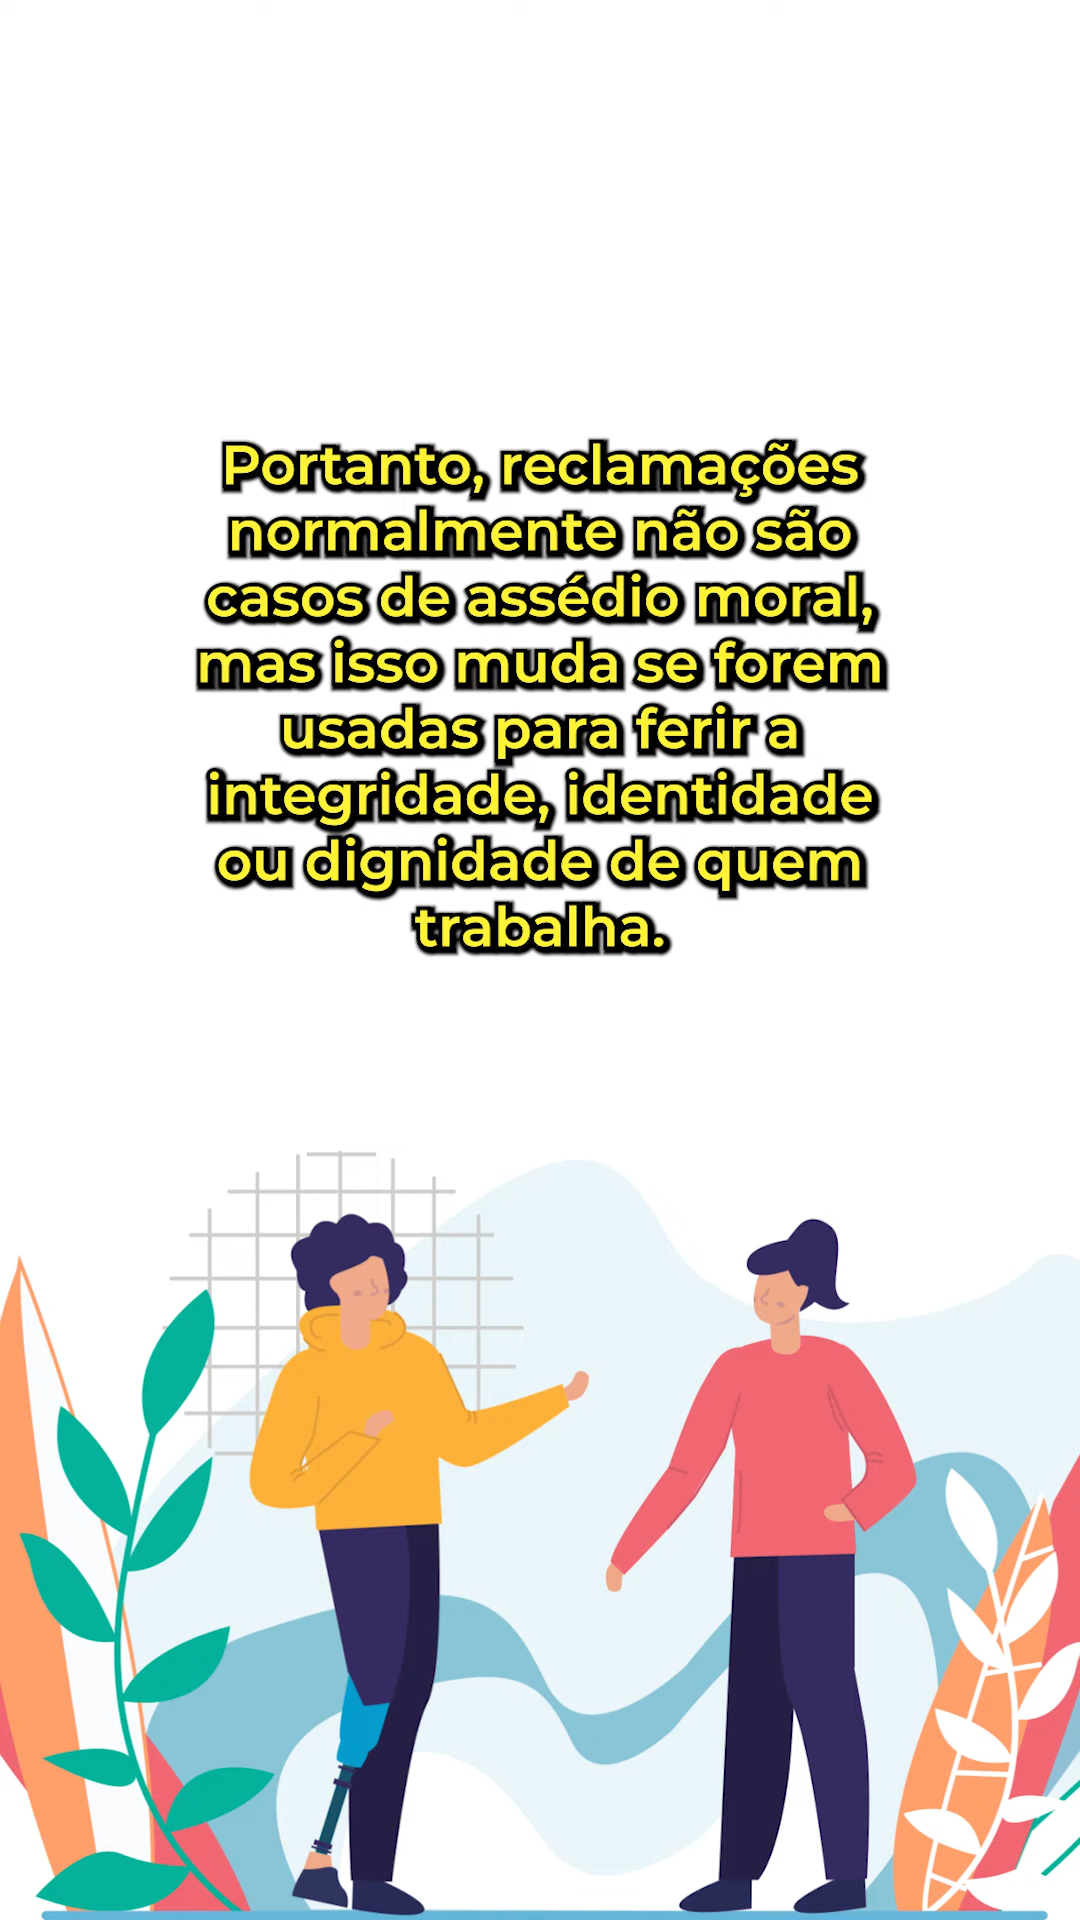 Portanto, reclamações
normalmente não são
casos de assédio moral,
mas isso muda se forem
usadas para ferir a
integridade, identidade
ou dignidade de quem
trabalha.